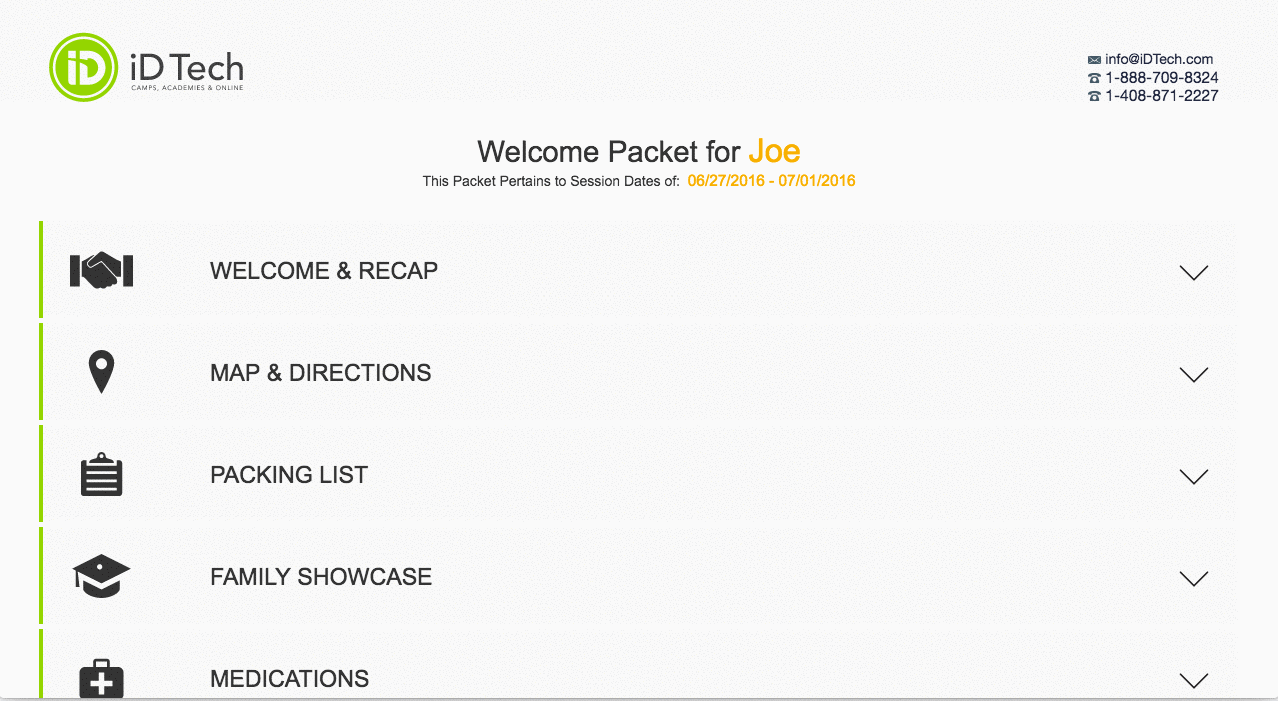 iD
iD Tech
CAMPS, ACADEMIES & ONLINE
info@iDTech.com
1-888-709-8324
1-408-871-2227
Welcome Packet for Joe
This Packet Pertains to Session Dates of: 06/27/2016 - 07/01/2016
WELCOME & RECAP
MAP & DIRECTIONS
PACKING LIST
FAMILY SHOWCASE
MEDICATIONS